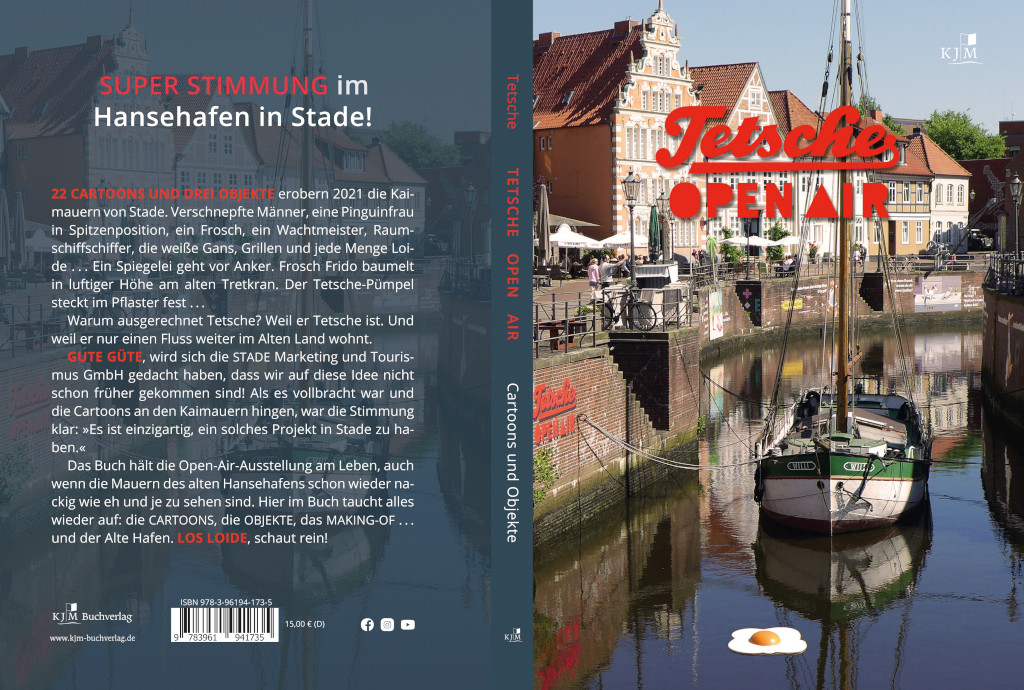 SUPER STIMMUNG im
Hansehafen in Stade!
22 CARTOONS UND DREI OBJEKTE erobern 2021 die Kai-
mauern von Stade. Verschnepfte Männer, eine Pinguinfrau
in Spitzenposition, ein Frosch, ein Wachtmeister, Raum-
schiffschiffer, die weiße Gans, Grillen und jede Menge Loi-
de ... Ein Spiegelei geht vor Anker. Frosch Frido baumelt
in luftiger Höhe am alten Tretkran. Der Tetsche-Pümpel
steckt im Pflaster fest ...
Warum ausgerechnet Tetsche? Weil er Tetsche ist. Und
weil er nur einen Fluss weiter im Alten Land wohnt.
GUTE GÜTE, wird sich die STADE Marketing und Touris-
mus GmbH gedacht haben, dass wir auf diese Idee nicht
schon früher gekommen sind! Als es vollbracht war und
die Cartoons an den Kaimauern hingen, war die Stimmung
klar: »Es ist einzigartig, ein solches Projekt in Stade zu ha-
ben.«
Das Buch hält die Open-Air-Ausstellung am Leben, auch
wenn die Mauern des alten Hansehafens schon wieder na-
ckig wie eh und je zu sehen sind. Hier im Buch taucht alles
wieder auf: die CARTOONS, die OBJEKTE, das MAKING-OF ...
und der Alte Hafen. LOS LOIDE, schaut rein!
KJM Buchverlag
www.kjm-buchverlag.de
ISBN 978-3-96194-173-5
9 783961 941735
15,00 € (D)
Tetsche TETSCHE OPEN AIR Cartoons und Objekte
KJM
KJM
Tetsche
OPEN AIR
Tetsche
OPEN AIR
WILLI
WILLI